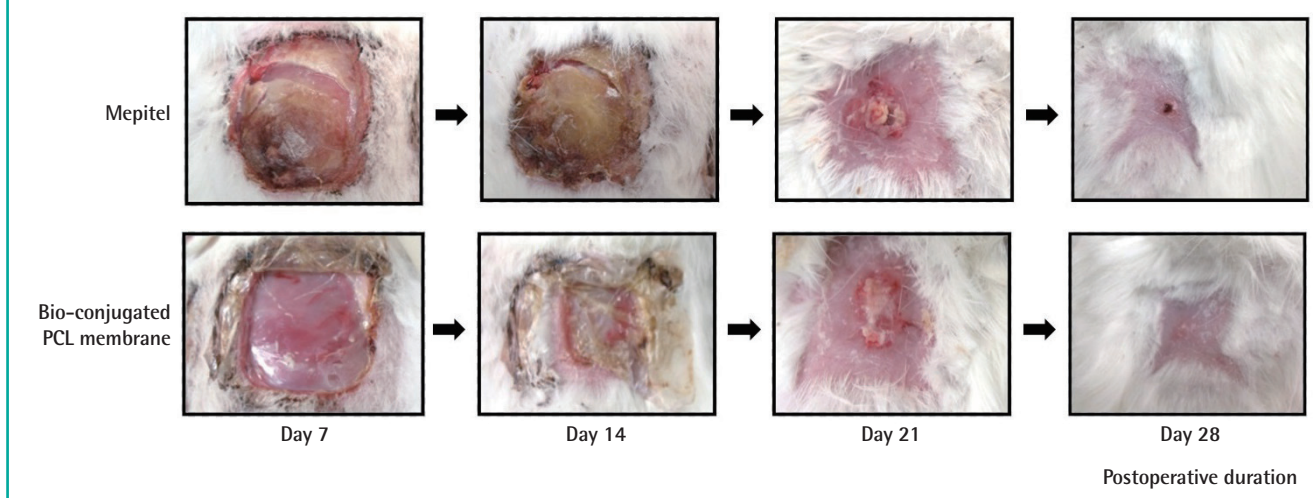 Mepitel
Bio-conjugated
PCL membrane
Day 7
Day 14
Day 21
Day 28
Postoperative duration